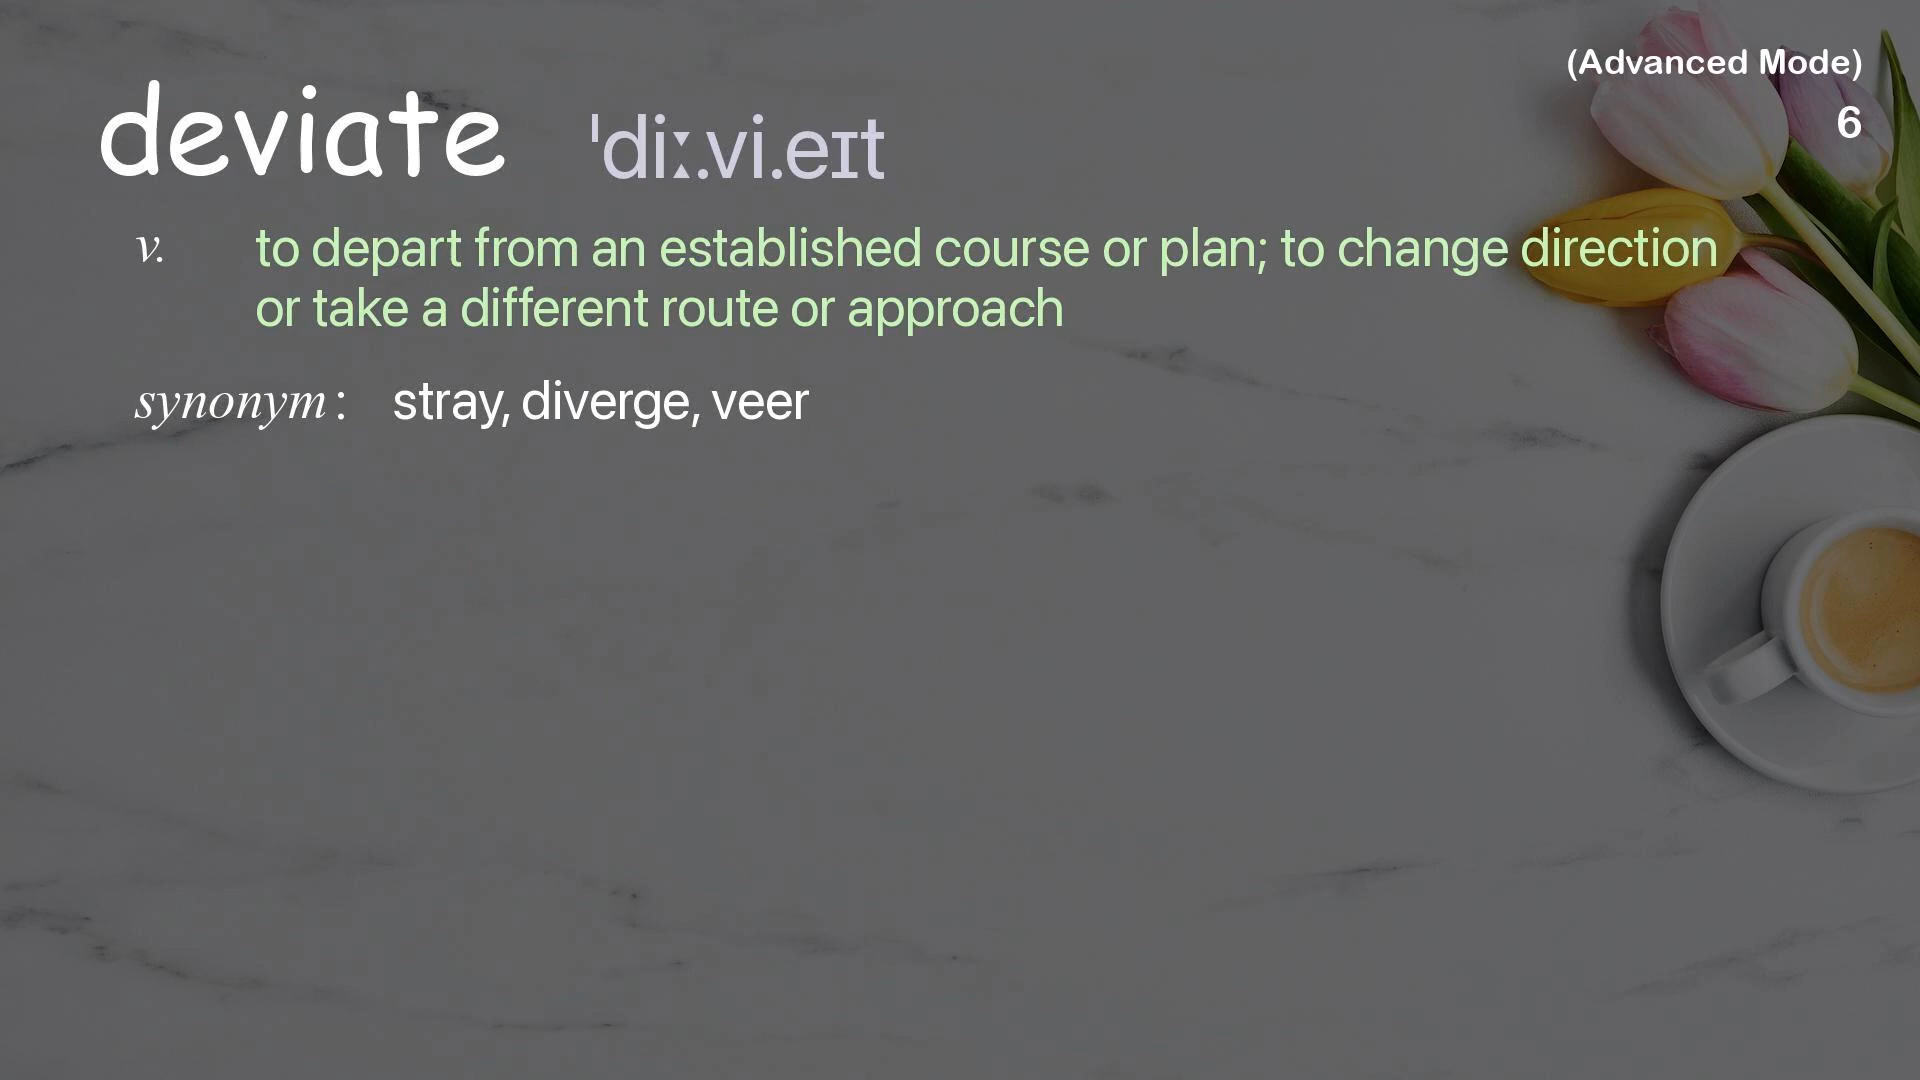 (Advanced Mode)
6
deviate ˈdiː.vi.eɪt
v. to depart from an established course or plan; to change direction
or take a different route or approach
synonym : stray, diverge, veer